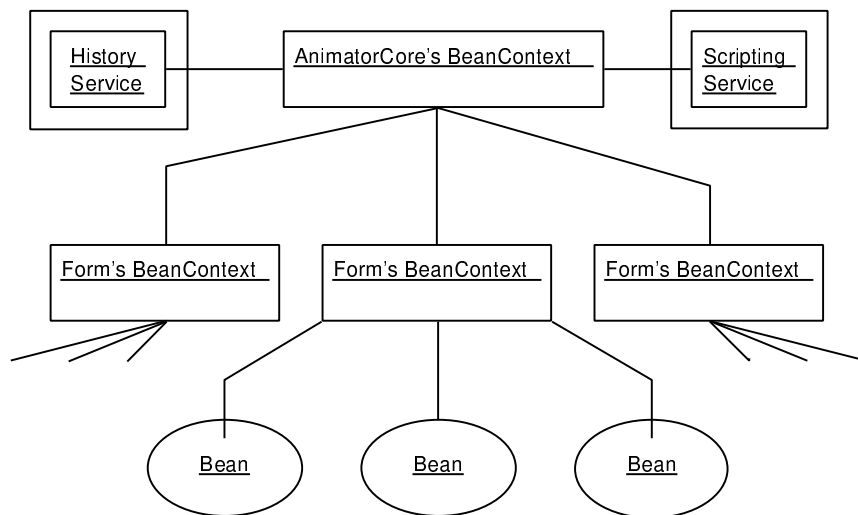 History
Service
AnimatorCore's BeanContext
Scripting
Service
Form's BeanContext
Form's BeanContext
Form's BeanContext
Bean
Bean
Bean